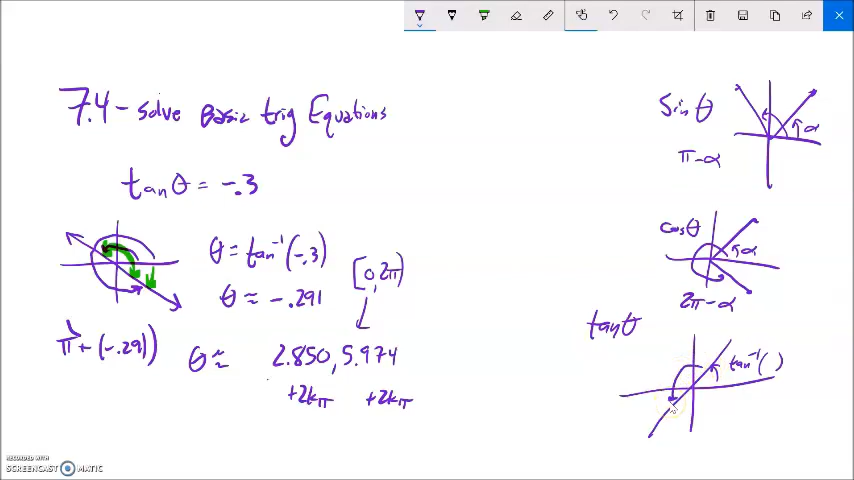 7.4 - Solve Basic trig Equations
tan θ = -.3
θ = tan⁻¹(-.3)
θ ≈ -.291
[0, 2π)
π + (-.29)
θ ≈ 2.850, 5.974
+2kπ +2kπ
Sin θ
α
π-α
cos θ
α
2π-α
tan θ
tan⁻¹( )
RECORDED WITH
SCREENCAST MATIC